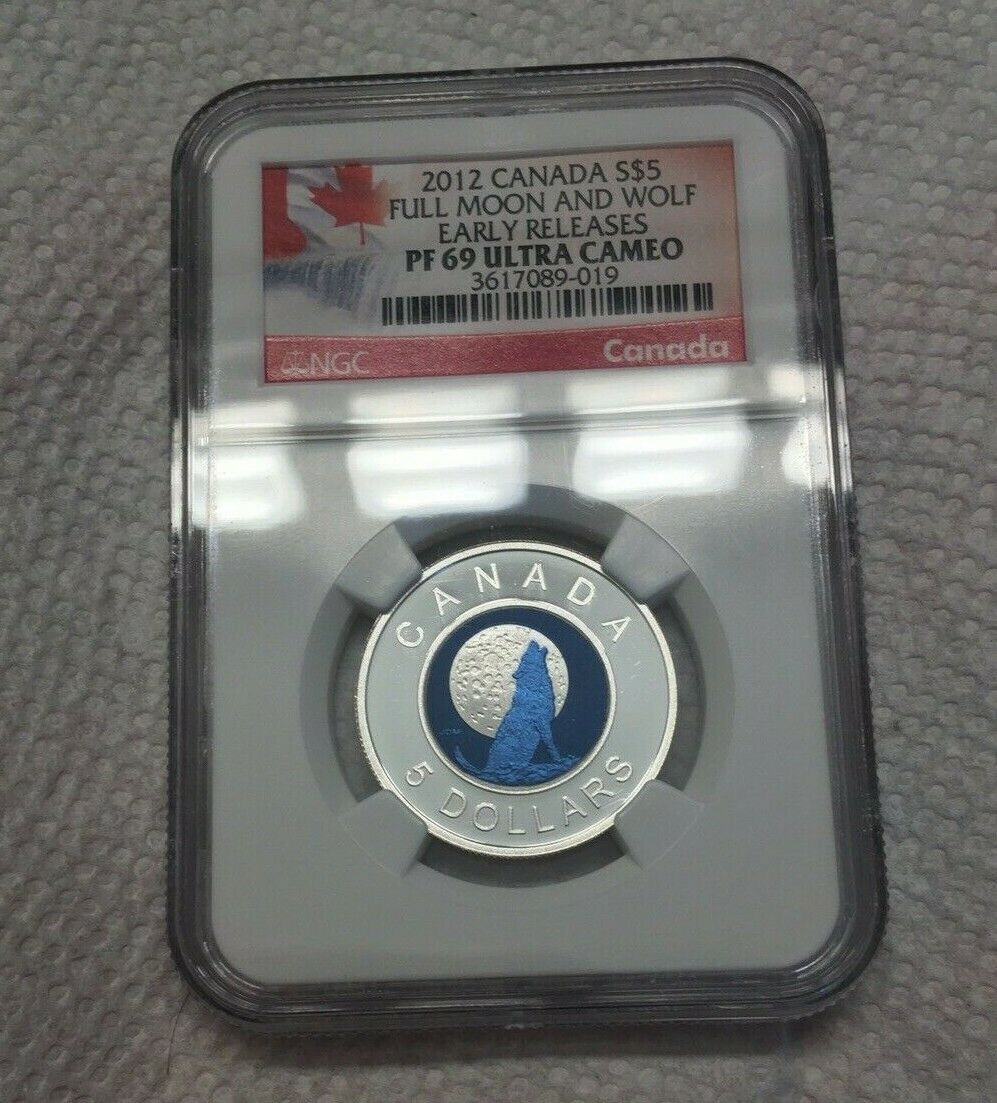 2012 CANADA S$5
FULL MOON AND WOLF
EARLY RELEASES
PF 69 ULTRA CAMEO
3617089-019
NGC
Canada
CANADA
5 DOLLARS